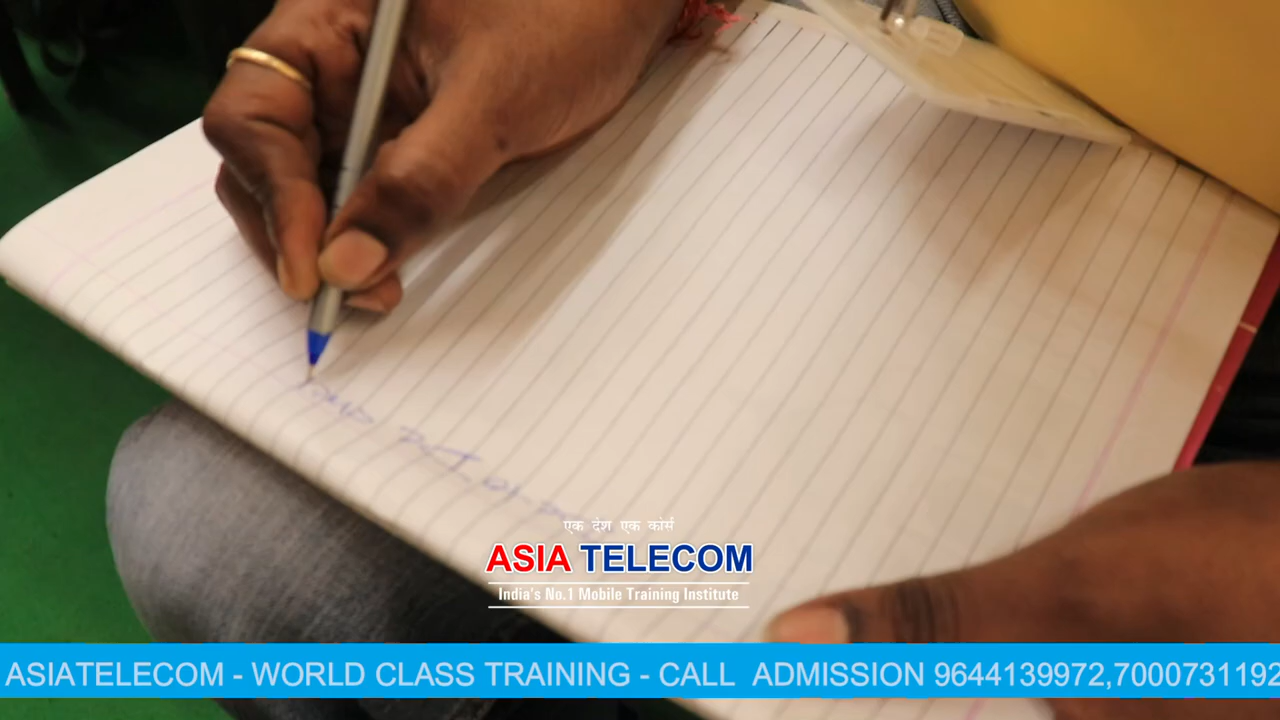 एक देश एक कोर्स
ASIA TELECOM
India's No.1 Mobile Training Institute
ASIATELECOM - WORLD CLASS TRAINING - CALL ADMISSION 9644139972,7000731192